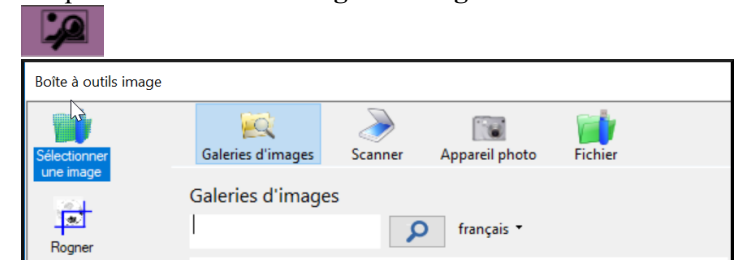 Boîte à outils image
Galeries d'images Scanner Appareil photo Fichier
Sélectionner
une image
Galeries d'images
français
Rogner